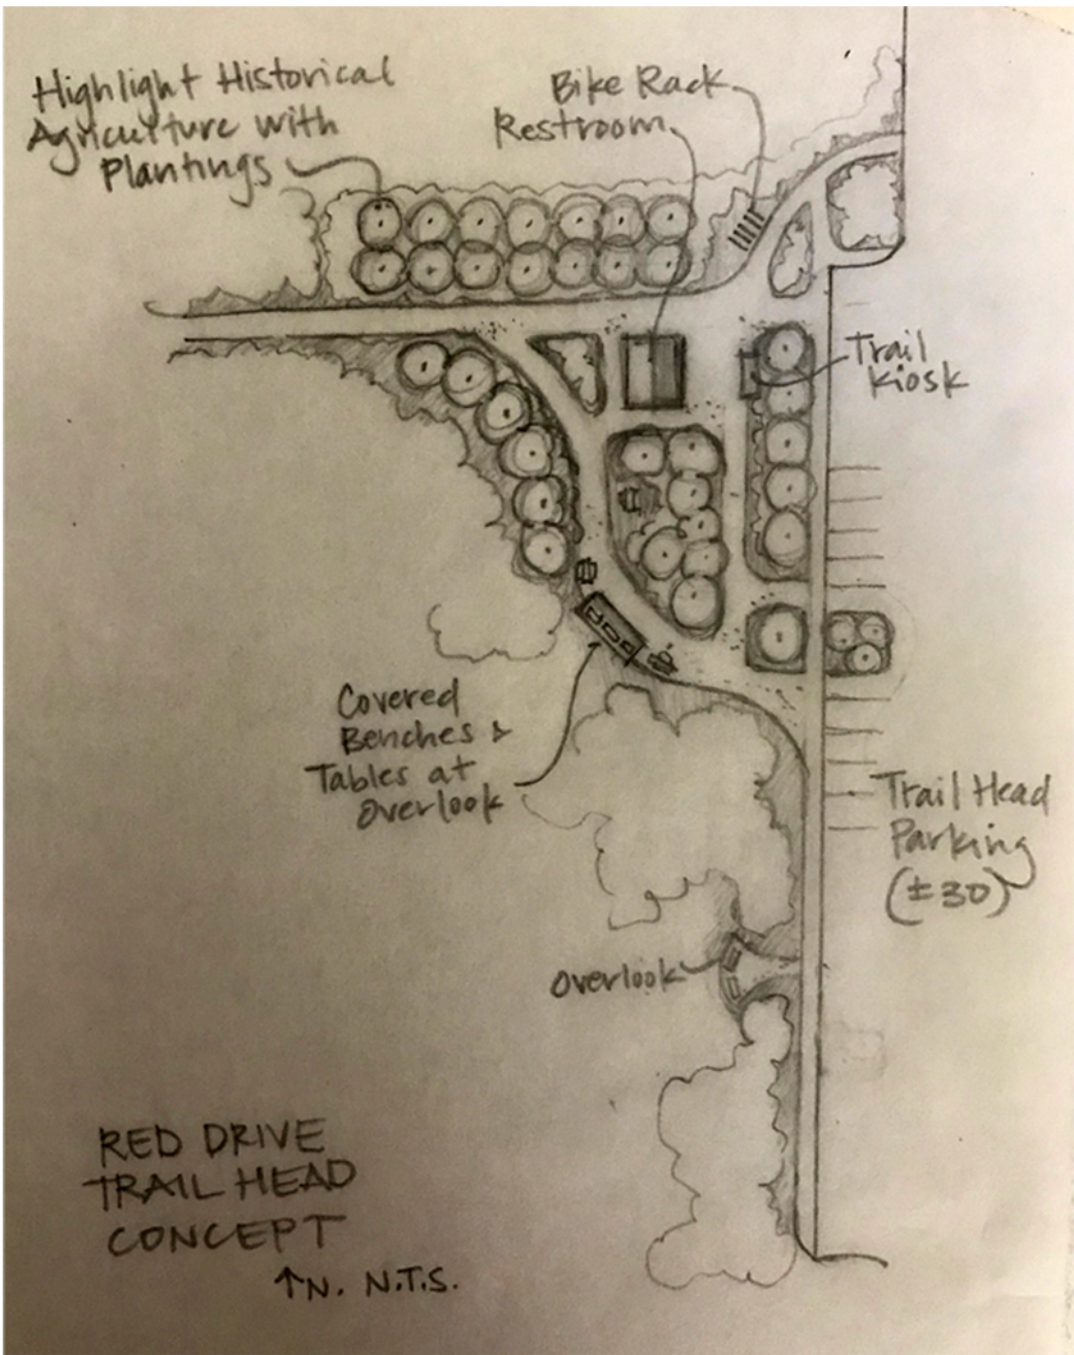 Highlight Historical
Agriculture with
Plantings
Bike Rack
Restroom
Trail
Kiosk
Covered
Benches &
Tables at
Overlook
Trail Head
Parking
(±30)
Overlook
RED DRIVE
TRAIL HEAD
CONCEPT
↑N. N.T.S.